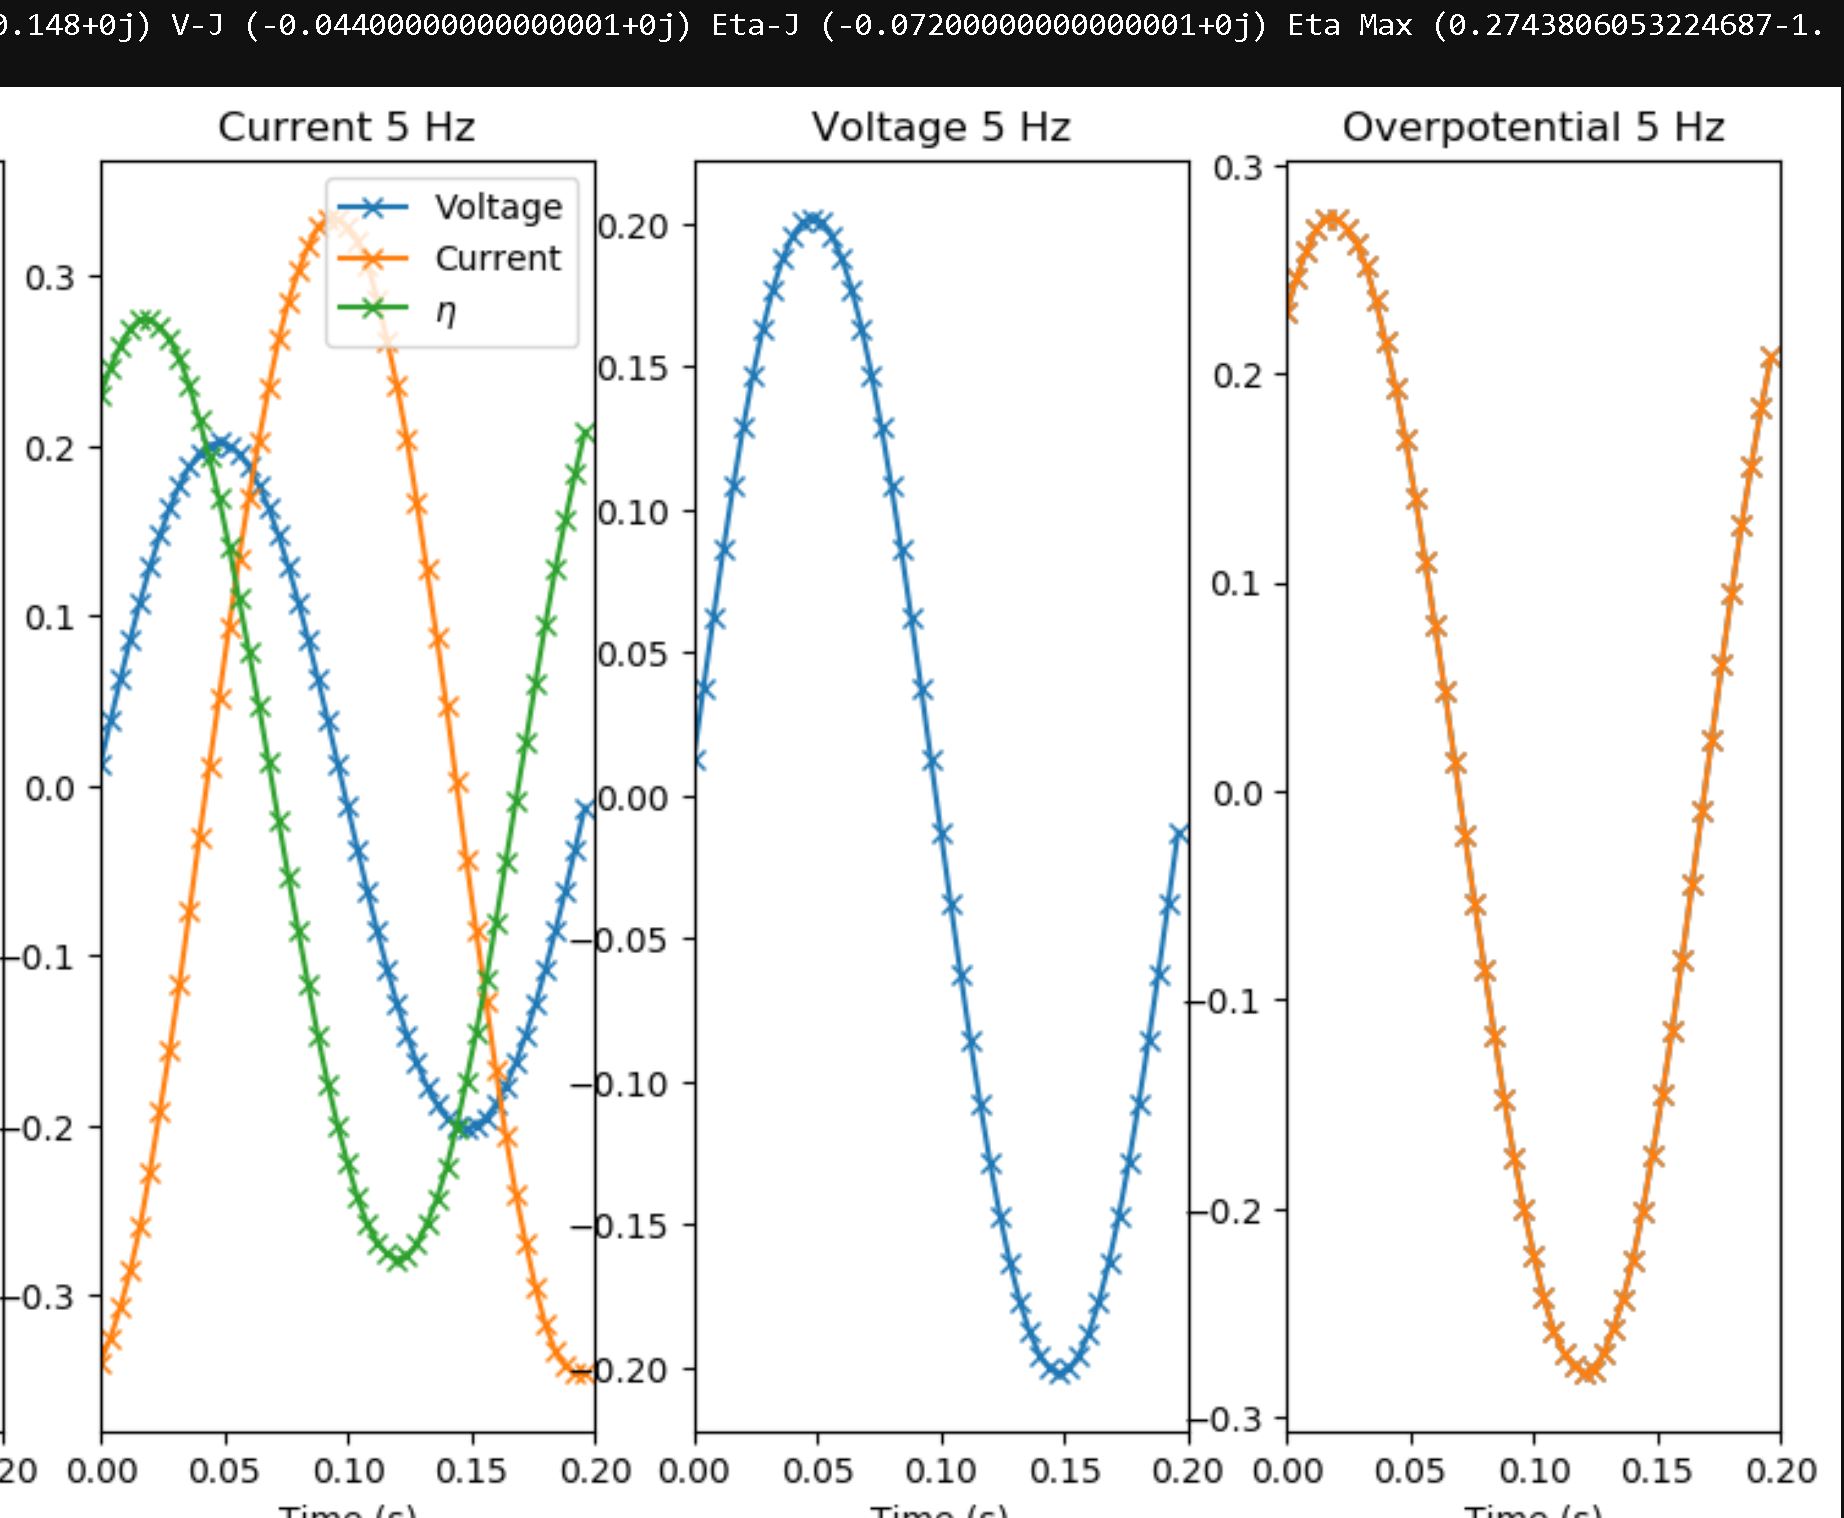 0.148+0j) V-J (-0.04400000000000001+0j) Eta-J (-0.07200000000000001+0j) Eta Max (0.2743806053224687-1.
Current 5 Hz
Voltage
Current
η
0.3
0.2
0.1
0.0
−0.1
−0.2
−0.3
20
0.00 0.05 0.10 0.15 0.20
Time (s)
Voltage 5 Hz
0.20
0.15
0.10
0.05
0.00
−0.05
−0.10
−0.15
−0.20
0.00 0.05 0.10 0.15 0.20
Time (s)
Overpotential 5 Hz
0.3
0.2
0.1
0.0
−0.1
−0.2
−0.3
0.00 0.05 0.10 0.15 0.20
Time (s)